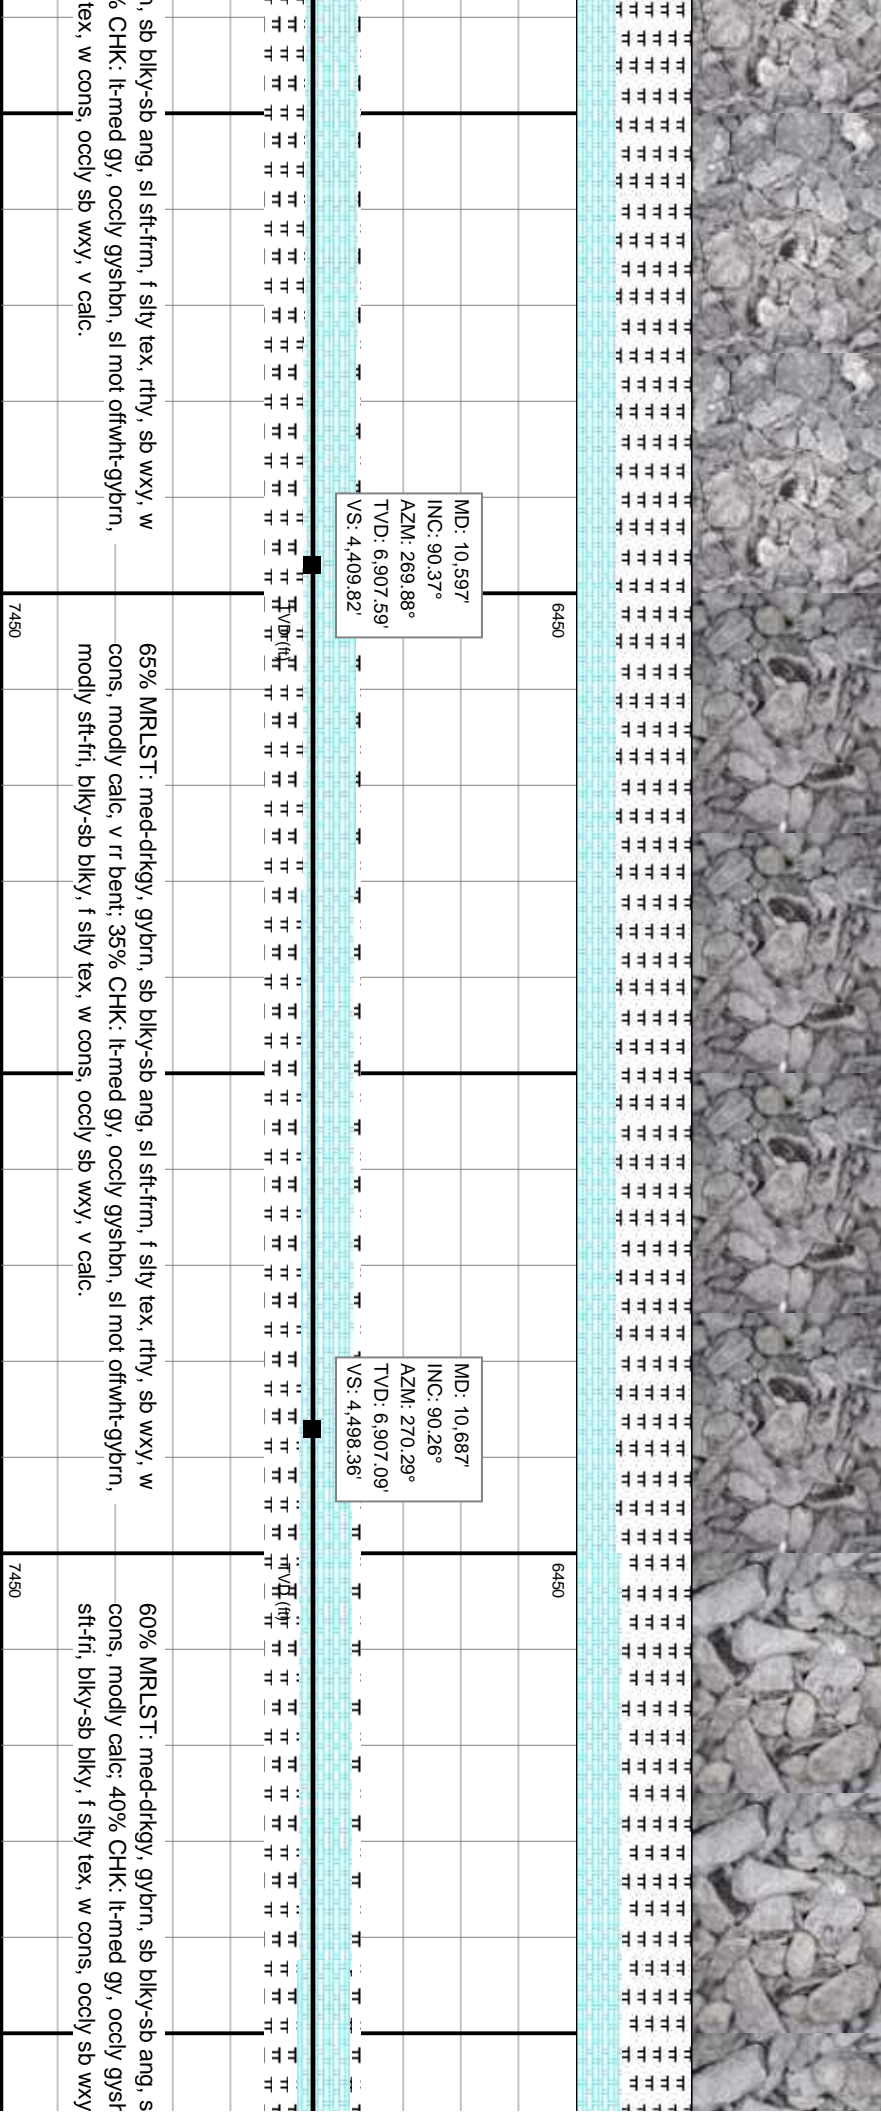 n, sb blky-sb ang, sl sft-frm, f slty tex, rthy, sb wxy, w
% CHK: lt-med gy, occly gyshbn, sl mot offwht-gybrn,
tex, w cons, occly sb wxy, v calc.
MD: 10,597'
INC: 90.37°
AZM: 269.88°
TVD: 6,907.59'
VS: 4,409.82'
6450
TVD (ft)
7450
65% MRLST: med-drkgy, gybrn, sb blky-sb ang, sl sft-frm, f slty tex, rthy, sb wxy, w
cons, modly calc, v rr bent; 35% CHK: lt-med gy, occly gyshbn, sl mot offwht-gybrn,
modly sft-fri, blky-sb blky, f slty tex, w cons, occly sb wxy, v calc.
MD: 10,687'
INC: 90.26°
AZM: 270.29°
TVD: 6,907.09'
VS: 4,498.36'
6450
TVD (ft)
7450
60% MRLST: med-drkgy, gybrn, sb blky-sb ang, s
cons, modly calc; 40% CHK: lt-med gy, occly gysh
sft-fri, blky-sb blky, f slty tex, w cons, occly sb wxy